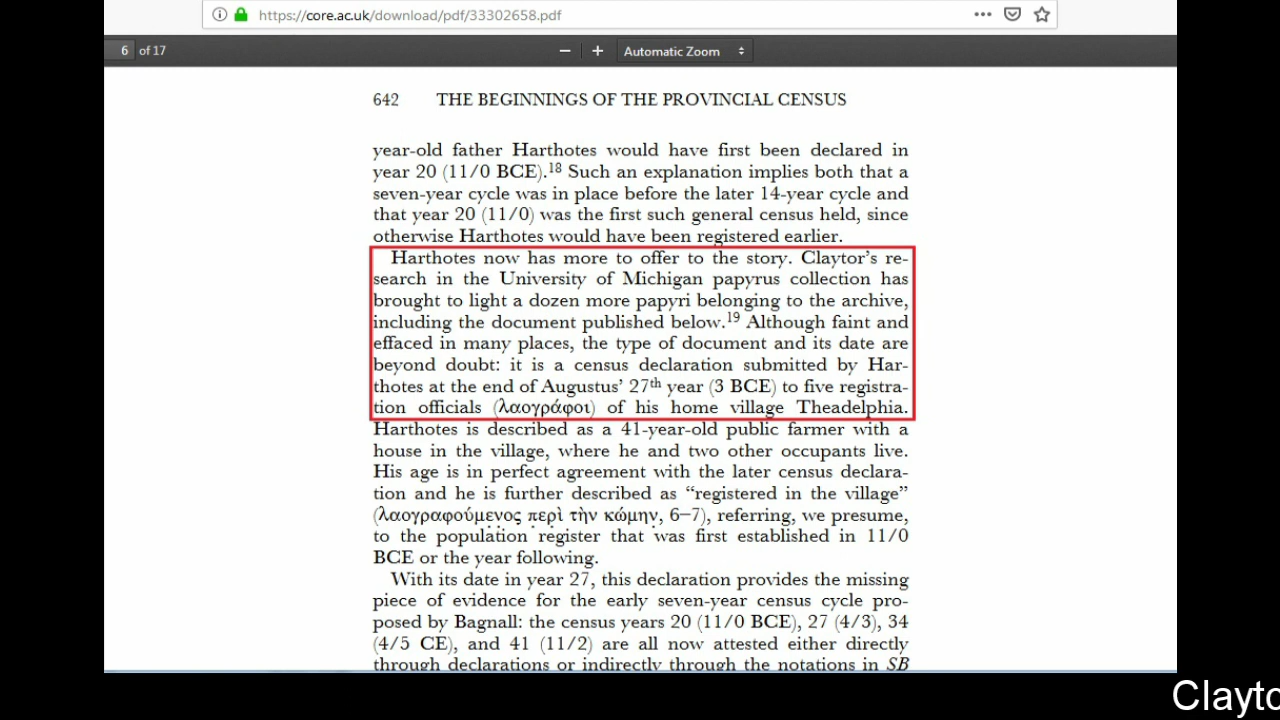 https://core.ac.uk/download/pdf/33302658.pdf
6 of 17
Automatic Zoom
642 THE BEGINNINGS OF THE PROVINCIAL CENSUS
year-old father Harthotes would have first been declared in
year 20 (11/0 BCE).18 Such an explanation implies both that a
seven-year cycle was in place before the later 14-year cycle and
that year 20 (11/0) was the first such general census held, since
otherwise Harthotes would have been registered earlier.
Harthotes now has more to offer to the story. Claytor's re-
search in the University of Michigan papyrus collection has
brought to light a dozen more papyri belonging to the archive,
including the document published below.19 Although faint and
effaced in many places, the type of document and its date are
beyond doubt: it is a census declaration submitted by Har-
thotes at the end of Augustus' 27th year (3 BCE) to five registra-
tion officials (λαογράφοι) of his home village Theadelphia.
Harthotes is described as a 41-year-old public farmer with a
house in the village, where he and two other occupants live.
His age is in perfect agreement with the later census declara-
tion and he is further described as “registered in the village”
(λαογραφούμενος περὶ τὴν κώμην, 6–7), referring, we presume,
to the population register that was first established in 11/0
BCE or the year following.
With its date in year 27, this declaration provides the missing
piece of evidence for the early seven-year census cycle pro-
posed by Bagnall: the census years 20 (11/0 BCE), 27 (4/3), 34
(4/5 CE), and 41 (11/2) are all now attested either directly
through declarations or indirectly through the notations in SB
Clayto